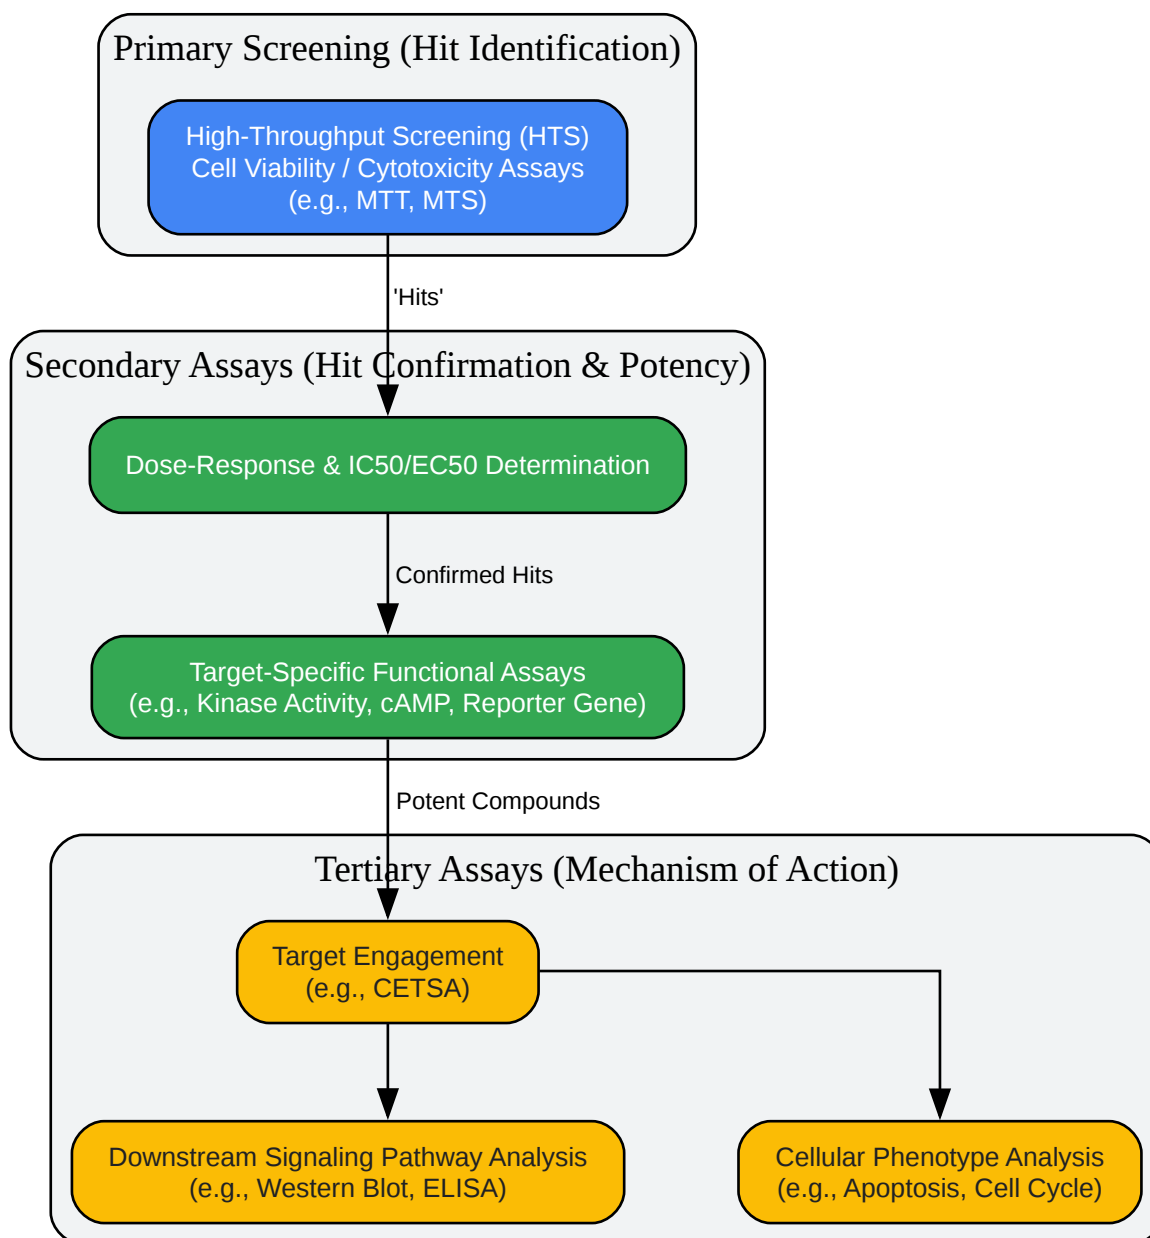 Primary Screening (Hit Identification)
High-Throughput Screening (HTS)
Cell Viability / Cytotoxicity Assays
(e.g., MTT, MTS)
'Hits'
Secondary Assays (Hit Confirmation & Potency)
Dose-Response & IC50/EC50 Determination
Confirmed Hits
Target-Specific Functional Assays
(e.g., Kinase Activity, cAMP, Reporter Gene)
Potent Compounds
Tertiary Assays (Mechanism of Action)
Target Engagement
(e.g., CETSA)
Downstream Signaling Pathway Analysis
(e.g., Western Blot, ELISA)
Cellular Phenotype Analysis
(e.g., Apoptosis, Cell Cycle)